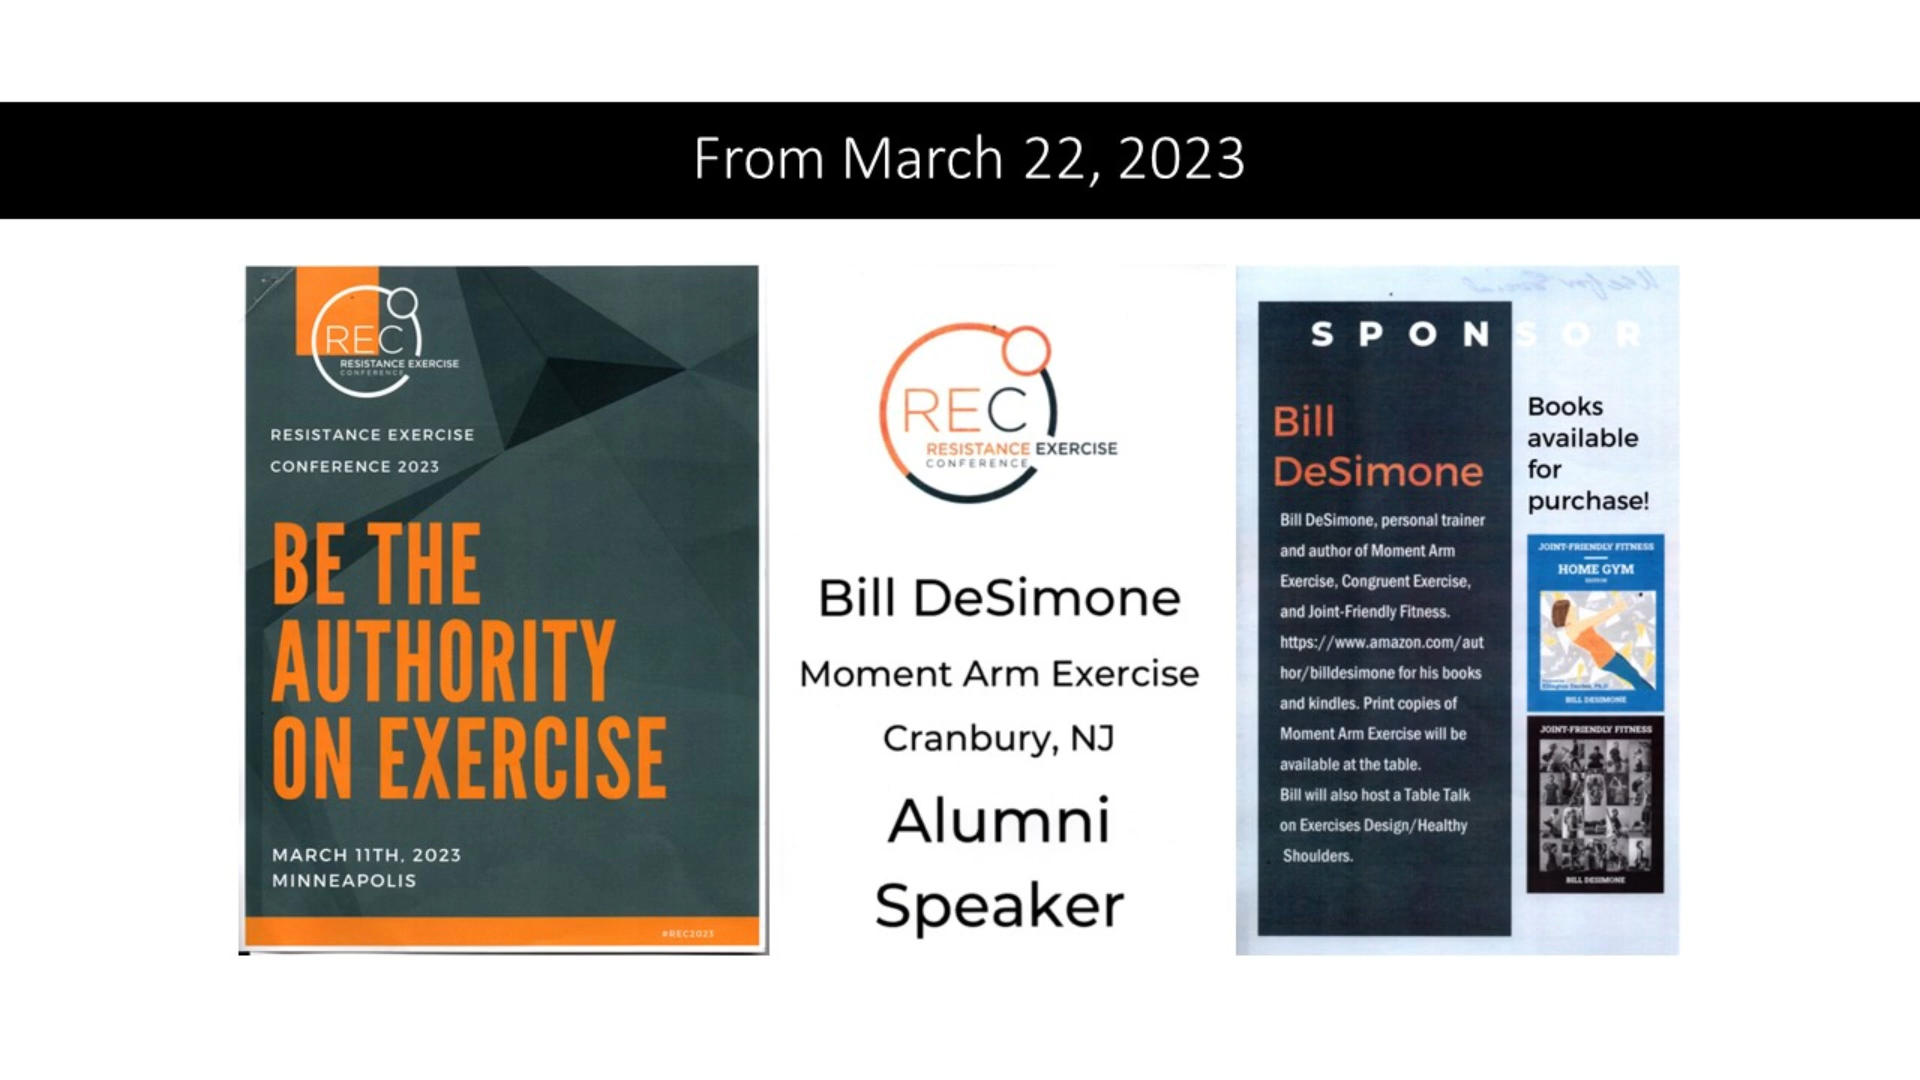 From March 22, 2023
REC
RESISTANCE EXERCISE
CONFERENCE
RESISTANCE EXERCISE
CONFERENCE 2023
BE THE
AUTHORITY
ON EXERCISE
MARCH 11TH, 2023
MINNEAPOLIS
#REC2023
REC
RESISTANCE EXERCISE
CONFERENCE
Bill DeSimone
Moment Arm Exercise
Cranbury, NJ
Alumni
Speaker
SPONSOR
Bill
DeSimone
Bill DeSimone, personal trainer
and author of Moment Arm
Exercise, Congruent Exercise,
and Joint-Friendly Fitness.
https://www.amazon.com/aut
hor/billdesimone for his books
and kindles. Print copies of
Moment Arm Exercise will be
available at the table.
Bill will also host a Table Talk
on Exercises Design/Healthy
Shoulders.
Books
available
for
purchase!
JOINT-FRIENDLY FITNESS
HOME GYM
EDITION
BILL DESIMONE
JOINT-FRIENDLY FITNESS
BILL DESIMONE